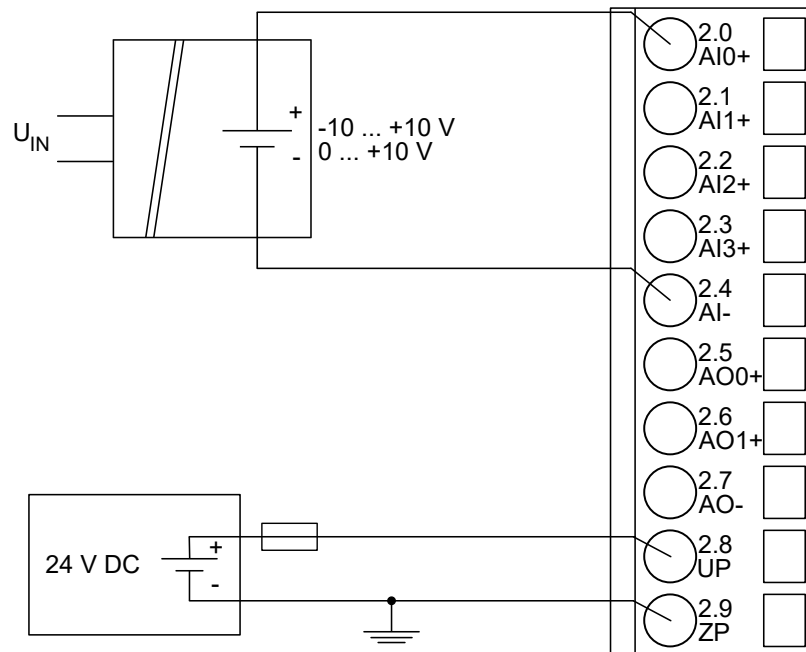 U_IN
+
-
-10 ... +10 V
0 ... +10 V
2.0
AI0+
2.1
AI1+
2.2
AI2+
2.3
AI3+
2.4
AI-
2.5
AO0+
2.6
AO1+
2.7
AO-
2.8
UP
2.9
ZP
24 V DC
+
-